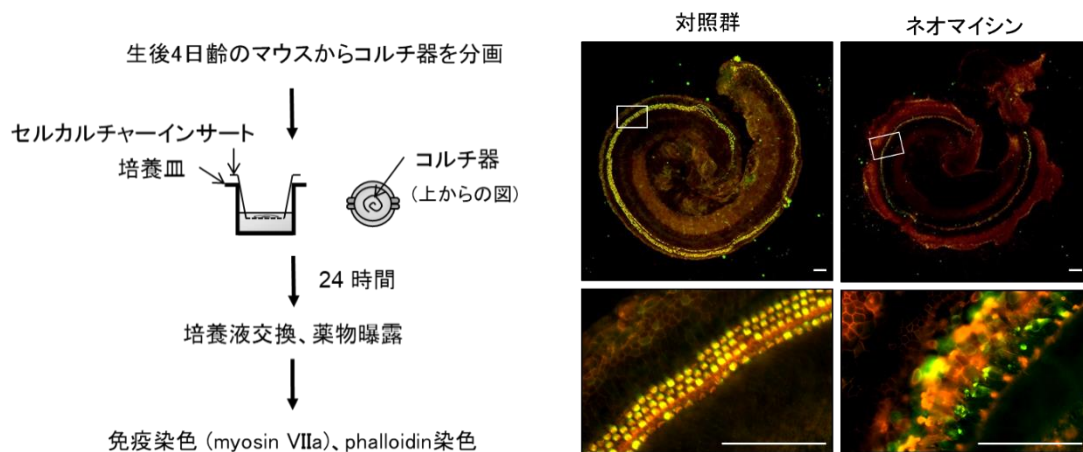 生後4日齢のマウスからコルチ器を分画
セルカルチャーインサート
培養皿
コルチ器
(上からの図)
24 時間
培養液交換、薬物曝露
免疫染色 (myosin VIIa)、phalloidin染色
対照群
ネオマイシン